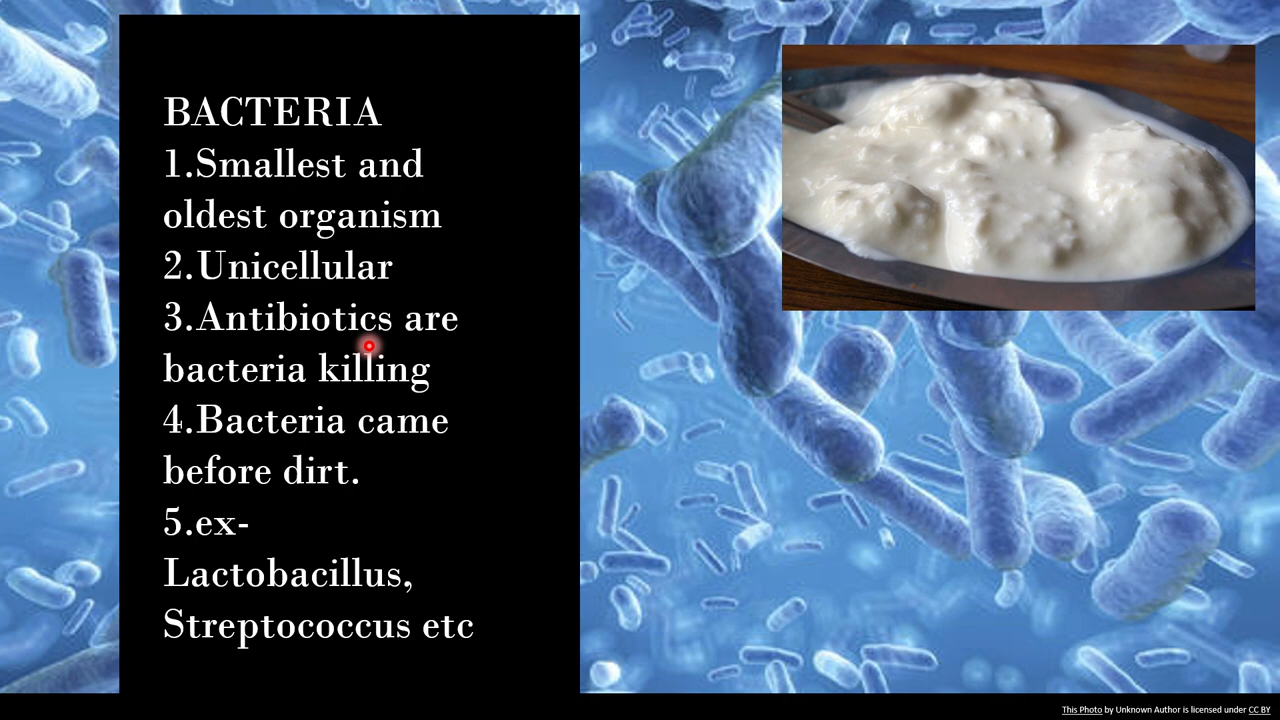 BACTERIA
1.Smallest and
oldest organism
2.Unicellular
3.Antibiotics are
bacteria killing
4.Bacteria came
before dirt.
5.ex-
Lactobacillus,
Streptococcus etc
This Photo by Unknown Author is licensed under CC BY